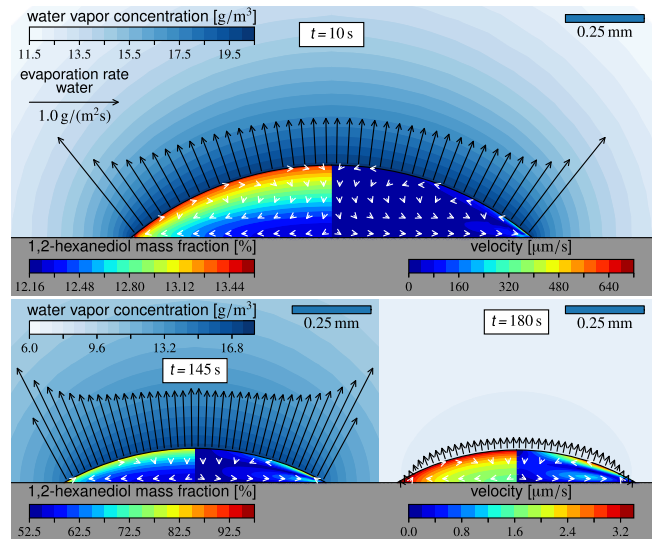 water vapor concentration [g/m³]
11.5 13.5 15.5 17.5 19.5
evaporation rate
water
1.0 g/(m²s)
t = 10 s
0.25 mm
1,2-hexanediol mass fraction [%]
12.16 12.48 12.80 13.12 13.44
velocity [μm/s]
0 160 320 480 640
water vapor concentration [g/m³]
6.0 9.6 13.2 16.8
0.25 mm
t = 145 s
1,2-hexanediol mass fraction [%]
52.5 62.5 72.5 82.5 92.5
t = 180 s
0.25 mm
velocity [μm/s]
0.0 0.8 1.6 2.4 3.2